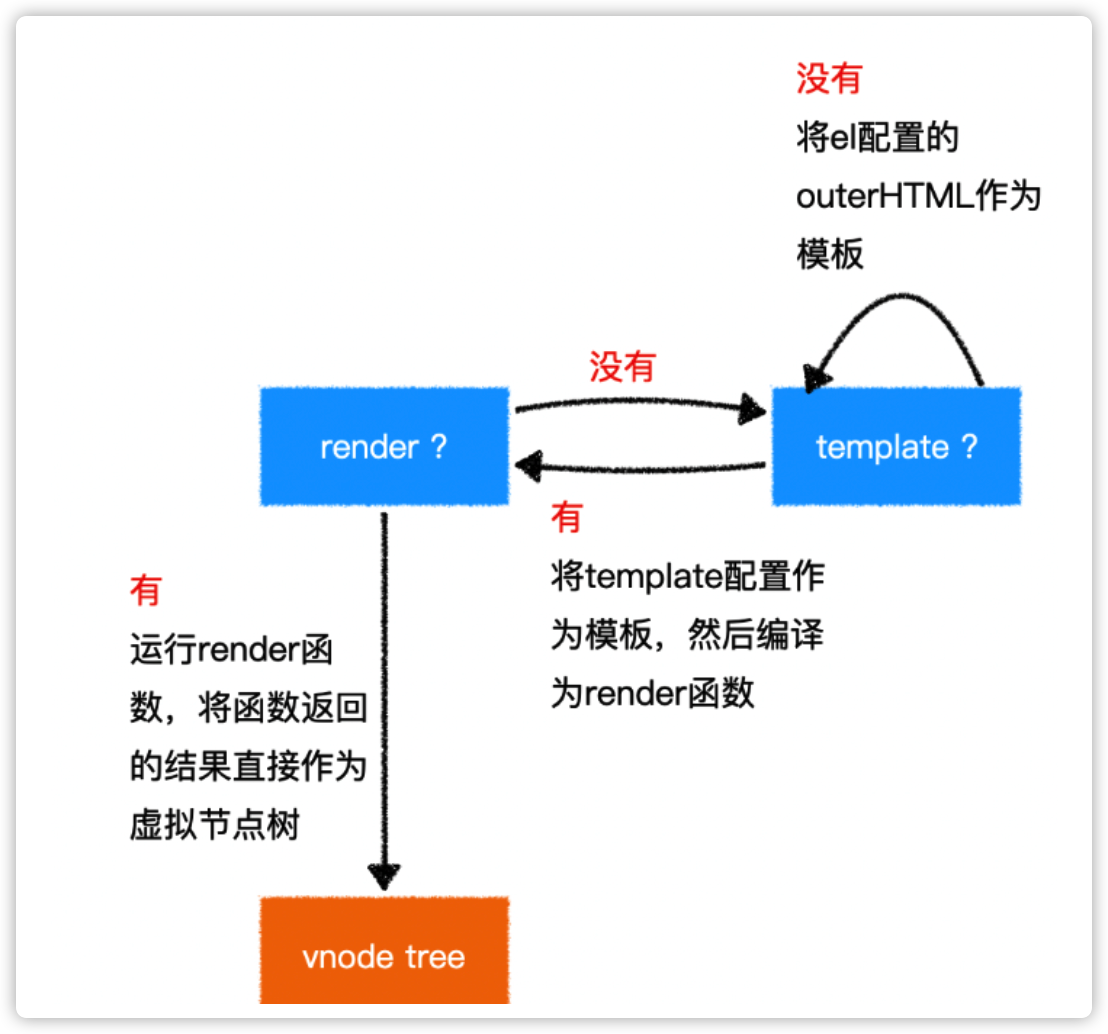 没有
将el配置的
outerHTML作为
模板
没有
render ?
template ?
有
将template配置作
为模板，然后编译
为render函数
有
运行render函
数，将函数返回
的结果直接作为
虚拟节点树
vnode tree